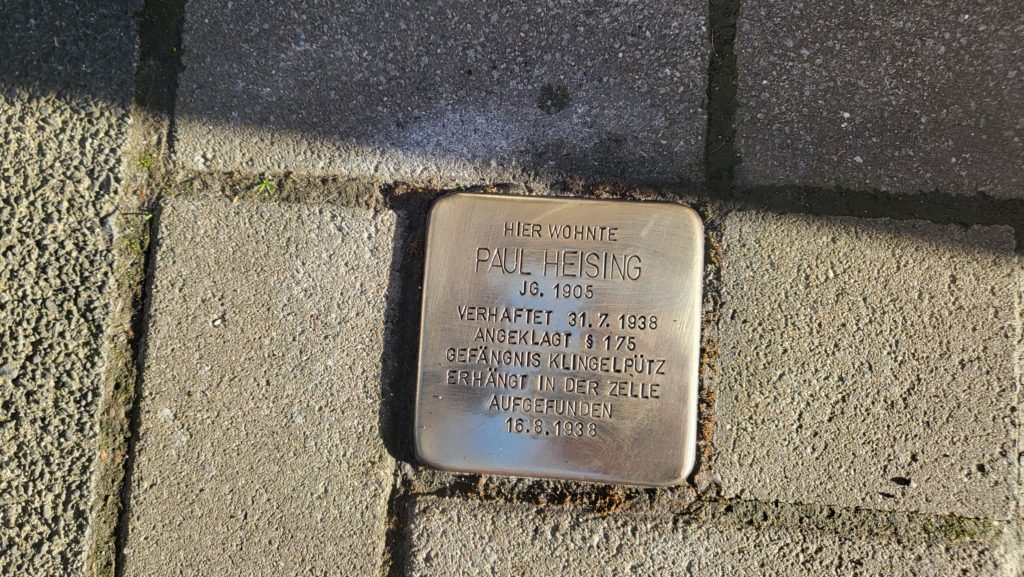 HIER WOHNTE
PAUL HEISING
JG. 1905
VERHAFTET 31.7.1938
ANGEKLAGT § 175
GEFÄNGNIS KLINGELPÜTZ
ERHÄNGT IN DER ZELLE
AUFGEFUNDEN
16.8.1938